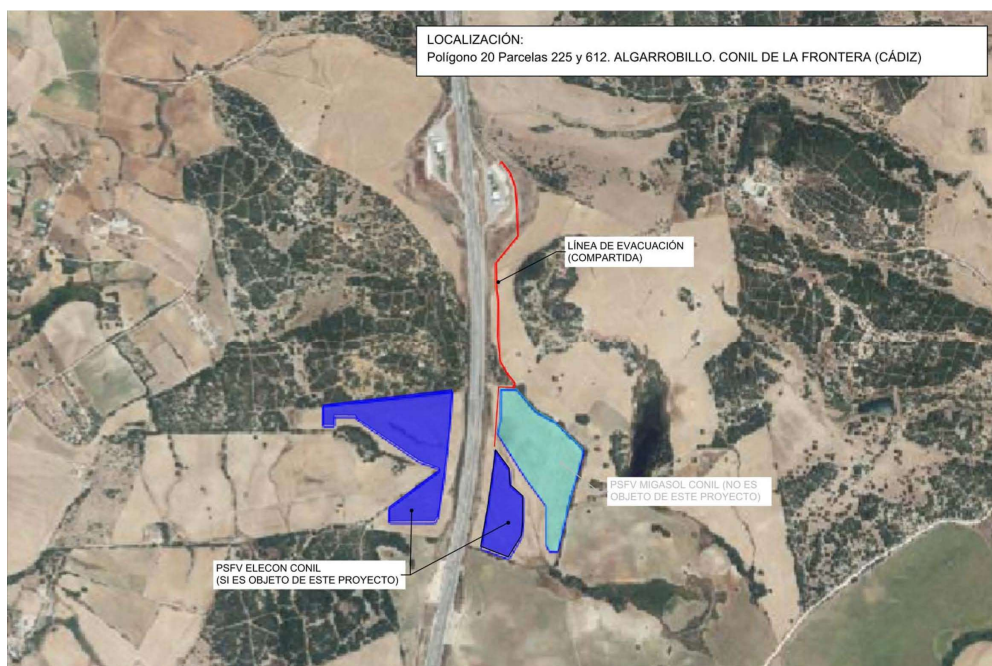 LOCALIZACIÓN:
Polígono 20 Parcelas 225 y 612. ALGARROBILLO. CONIL DE LA FRONTERA (CÁDIZ)
LÍNEA DE EVACUACIÓN
(COMPARTIDA)
PSFV MIGASOL CONIL (NO ES
OBJETO DE ESTE PROYECTO)
PSFV ELECON CONIL
(SI ES OBJETO DE ESTE PROYECTO)